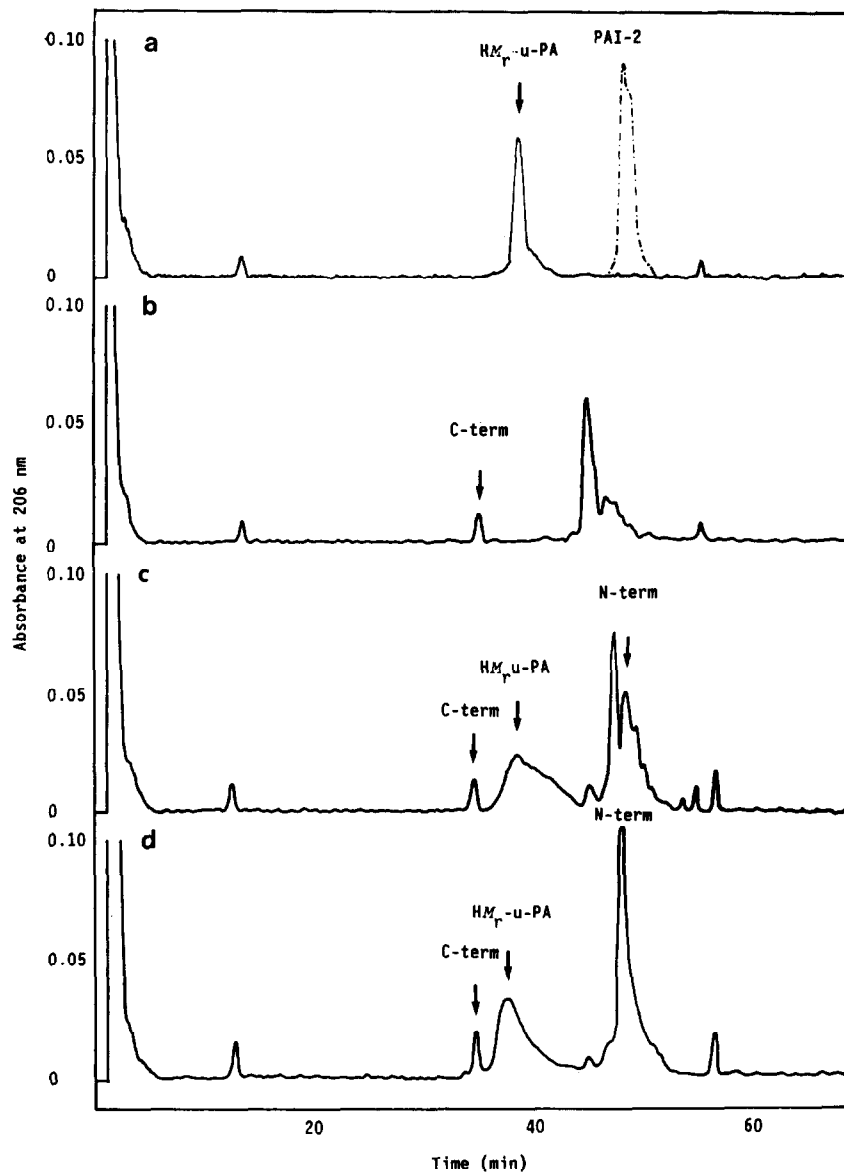 a
0.10
HMr-u-PA
PAI-2
0.05
0
b
0.10
C-term
0.05
0
c
0.10
N-term
HMr-u-PA
C-term
0.05
0
d
N-term
0.10
HMr-u-PA
C-term
0.05
0
Absorbance at 206 nm
20
40
60
Time (min)